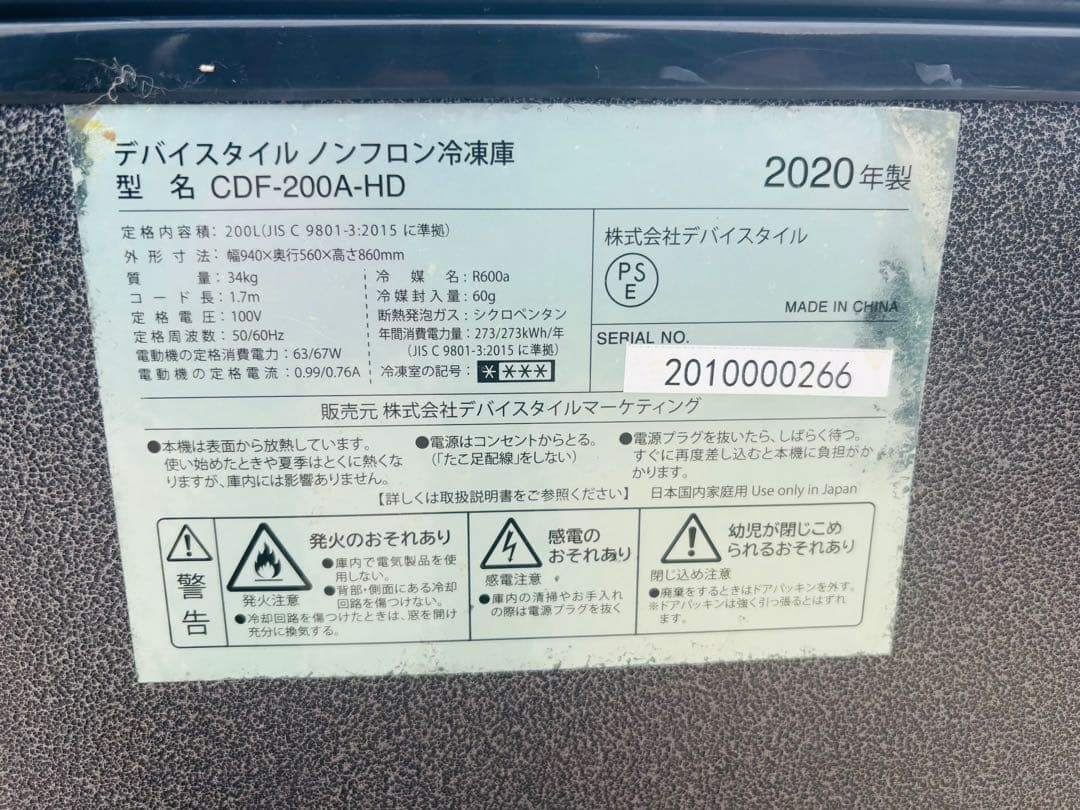 デバイスタイル ノンフロン冷凍庫
型 名 CDF-200A-HD
2020年製
定格内容積：200L(JIS C 9801-3:2015 に準拠)
外形寸法：幅940×奥行560×高さ860mm
質量：34kg
コード長：1.7m
定格電圧：100V
定格周波数：50/60Hz
電動機の定格消費電力：63/67W
電動機の定格電流：0.99/0.76A
冷媒名：R600a
冷媒封入量：60g
断熱発泡ガス：シクロペンタン
年間消費電力量：273/273kWh/年
(JIS C 9801-3:2015 に準拠)
冷凍室の記号：****
株式会社デバイスタイル
PS
E
MADE IN CHINA
SERIAL NO.
2010000266
販売元 株式会社デバイスタイルマーケティング
●本機は表面から放熱しています。
使い始めたときや夏季はとくに熱くな
りますが、庫内には影響ありません。
●電源はコンセントからとる。
(「たこ足配線」をしない)
●電源プラグを抜いたら、しばらく待つ。
すぐに再度差し込むと本機に負担がか
かります。
【詳しくは取扱説明書をご参照ください】
日本国内家庭用 Use only in Japan
警告
発火注意
発火のおそれあり
●庫内で電気製品を使
用しない。
●背部・側面にある冷却
回路を傷つけない。
●冷却回路を傷つけたときは、窓を開け
充分に換気する。
感電注意
感電の
おそれあり
●庫内の清掃やお手入れ
の際は電源プラグを抜く
閉じ込め注意
幼児が閉じこめ
られるおそれあり
●廃棄をするときはドアパッキンを外す。
※ドアパッキンは強く引っ張るとはずれ
ます。